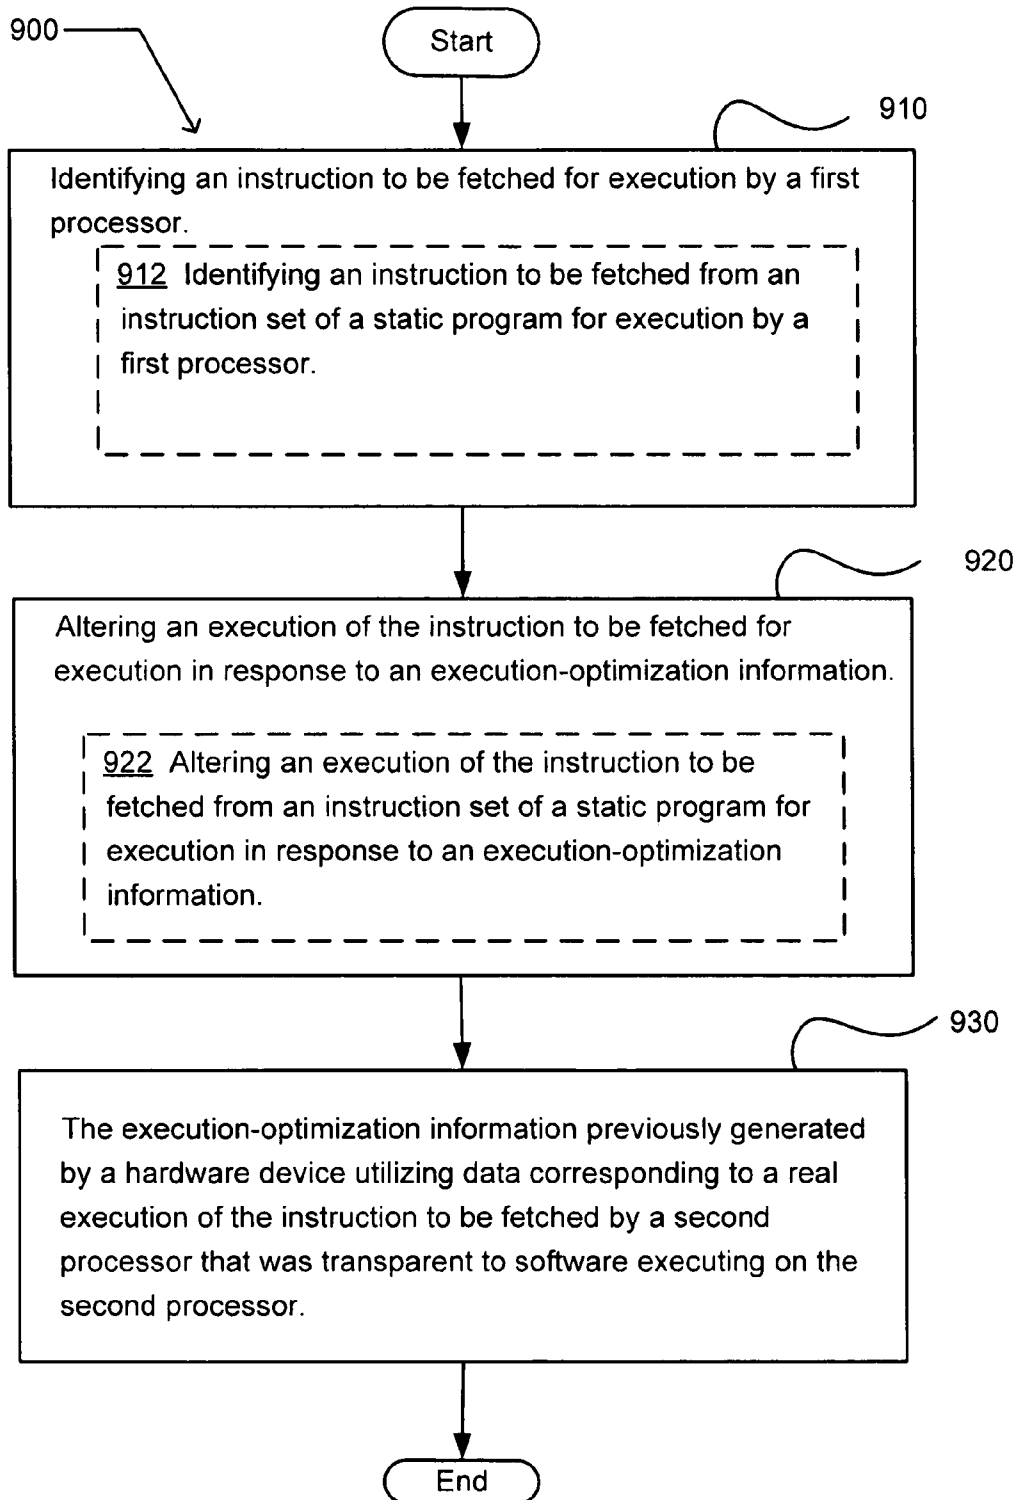 900
Start
910
Identifying an instruction to be fetched for execution by a first
processor.
912 Identifying an instruction to be fetched from an
instruction set of a static program for execution by a
first processor.
920
Altering an execution of the instruction to be fetched for
execution in response to an execution-optimization information.
922 Altering an execution of the instruction to be
fetched from an instruction set of a static program for
execution in response to an execution-optimization
information.
930
The execution-optimization information previously generated
by a hardware device utilizing data corresponding to a real
execution of the instruction to be fetched by a second
processor that was transparent to software executing on the
second processor.
End